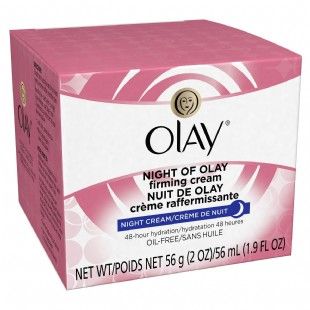 OLAY®
NIGHT OF OLAY
firming cream
NUIT DE OLAY
crème raffermissante
NIGHT CREAM/CRÈME DE NUIT
48-hour hydration/hydratation 48 heures
OIL-FREE/SANS HUILE
NET WT/POIDS NET 56 g (2 OZ)/56 mL (1.9 FL OZ)